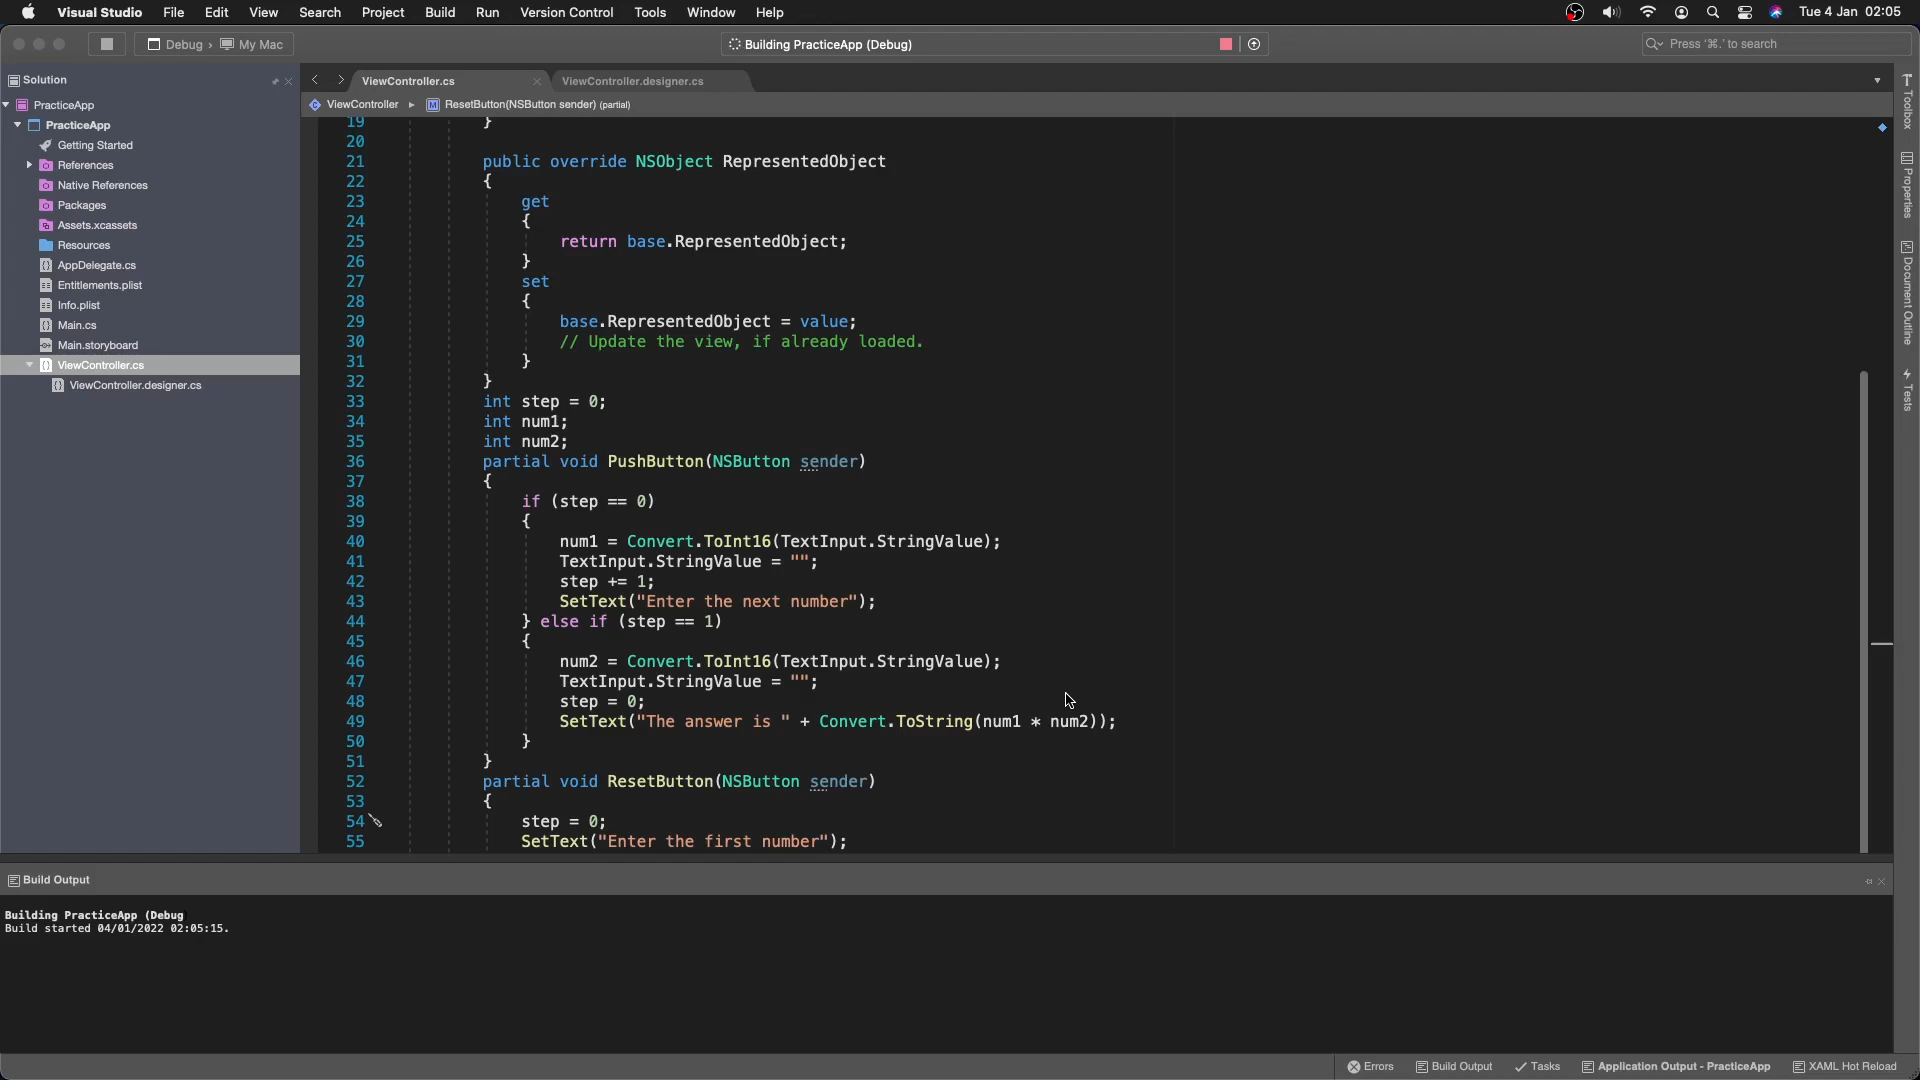 Visual Studio File Edit View Search Project Build Run Version Control Tools Window Help Tue 4 Jan 02:05
Debug › My Mac Building PracticeApp (Debug) Press '⌘.' to search
Solution
PracticeApp
PracticeApp
Getting Started
References
Native References
Packages
Assets.xcassets
Resources
AppDelegate.cs
Entitlements.plist
Info.plist
Main.cs
Main.storyboard
ViewController.cs
ViewController.designer.cs
ViewController.cs ViewController.designer.cs
ViewController ▸ M ResetButton(NSButton sender) (partial)
19 }
20
21 public override NSObject RepresentedObject
22 {
23 get
24 {
25 return base.RepresentedObject;
26 }
27 set
28 {
29 base.RepresentedObject = value;
30 // Update the view, if already loaded.
31 }
32 }
33 int step = 0;
34 int num1;
35 int num2;
36 partial void PushButton(NSButton sender)
37 {
38 if (step == 0)
39 {
40 num1 = Convert.ToInt16(TextInput.StringValue);
41 TextInput.StringValue = "";
42 step += 1;
43 SetText("Enter the next number");
44 } else if (step == 1)
45 {
46 num2 = Convert.ToInt16(TextInput.StringValue);
47 TextInput.StringValue = "";
48 step = 0;
49 SetText("The answer is " + Convert.ToString(num1 * num2));
50 }
51 }
52 partial void ResetButton(NSButton sender)
53 {
54 step = 0;
55 SetText("Enter the first number");
Toolbox
Properties
Document Outline
Tests
Build Output
Building PracticeApp (Debug
Build started 04/01/2022 02:05:15.
Errors Build Output Tasks Application Output - PracticeApp XAML Hot Reload